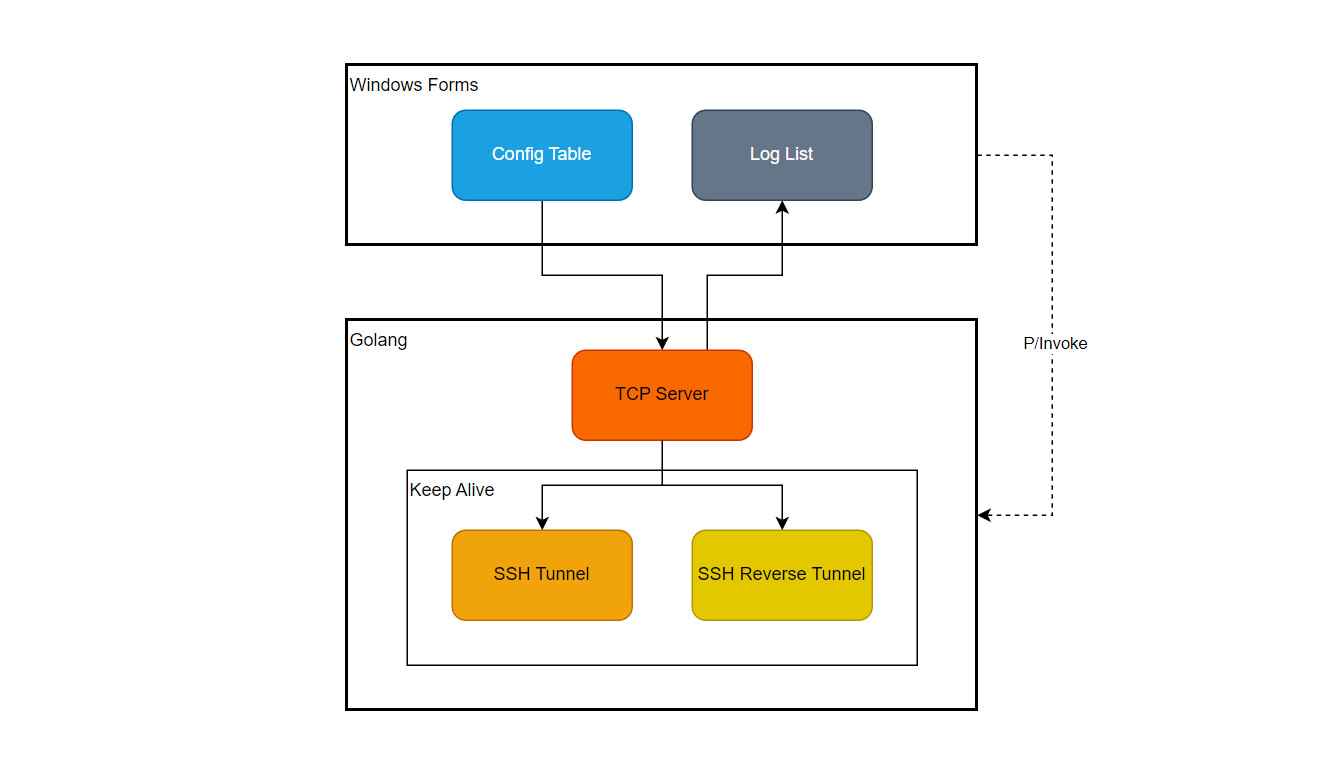 Windows Forms
Config Table
Log List
Golang
P/Invoke
TCP Server
Keep Alive
SSH Tunnel
SSH Reverse Tunnel